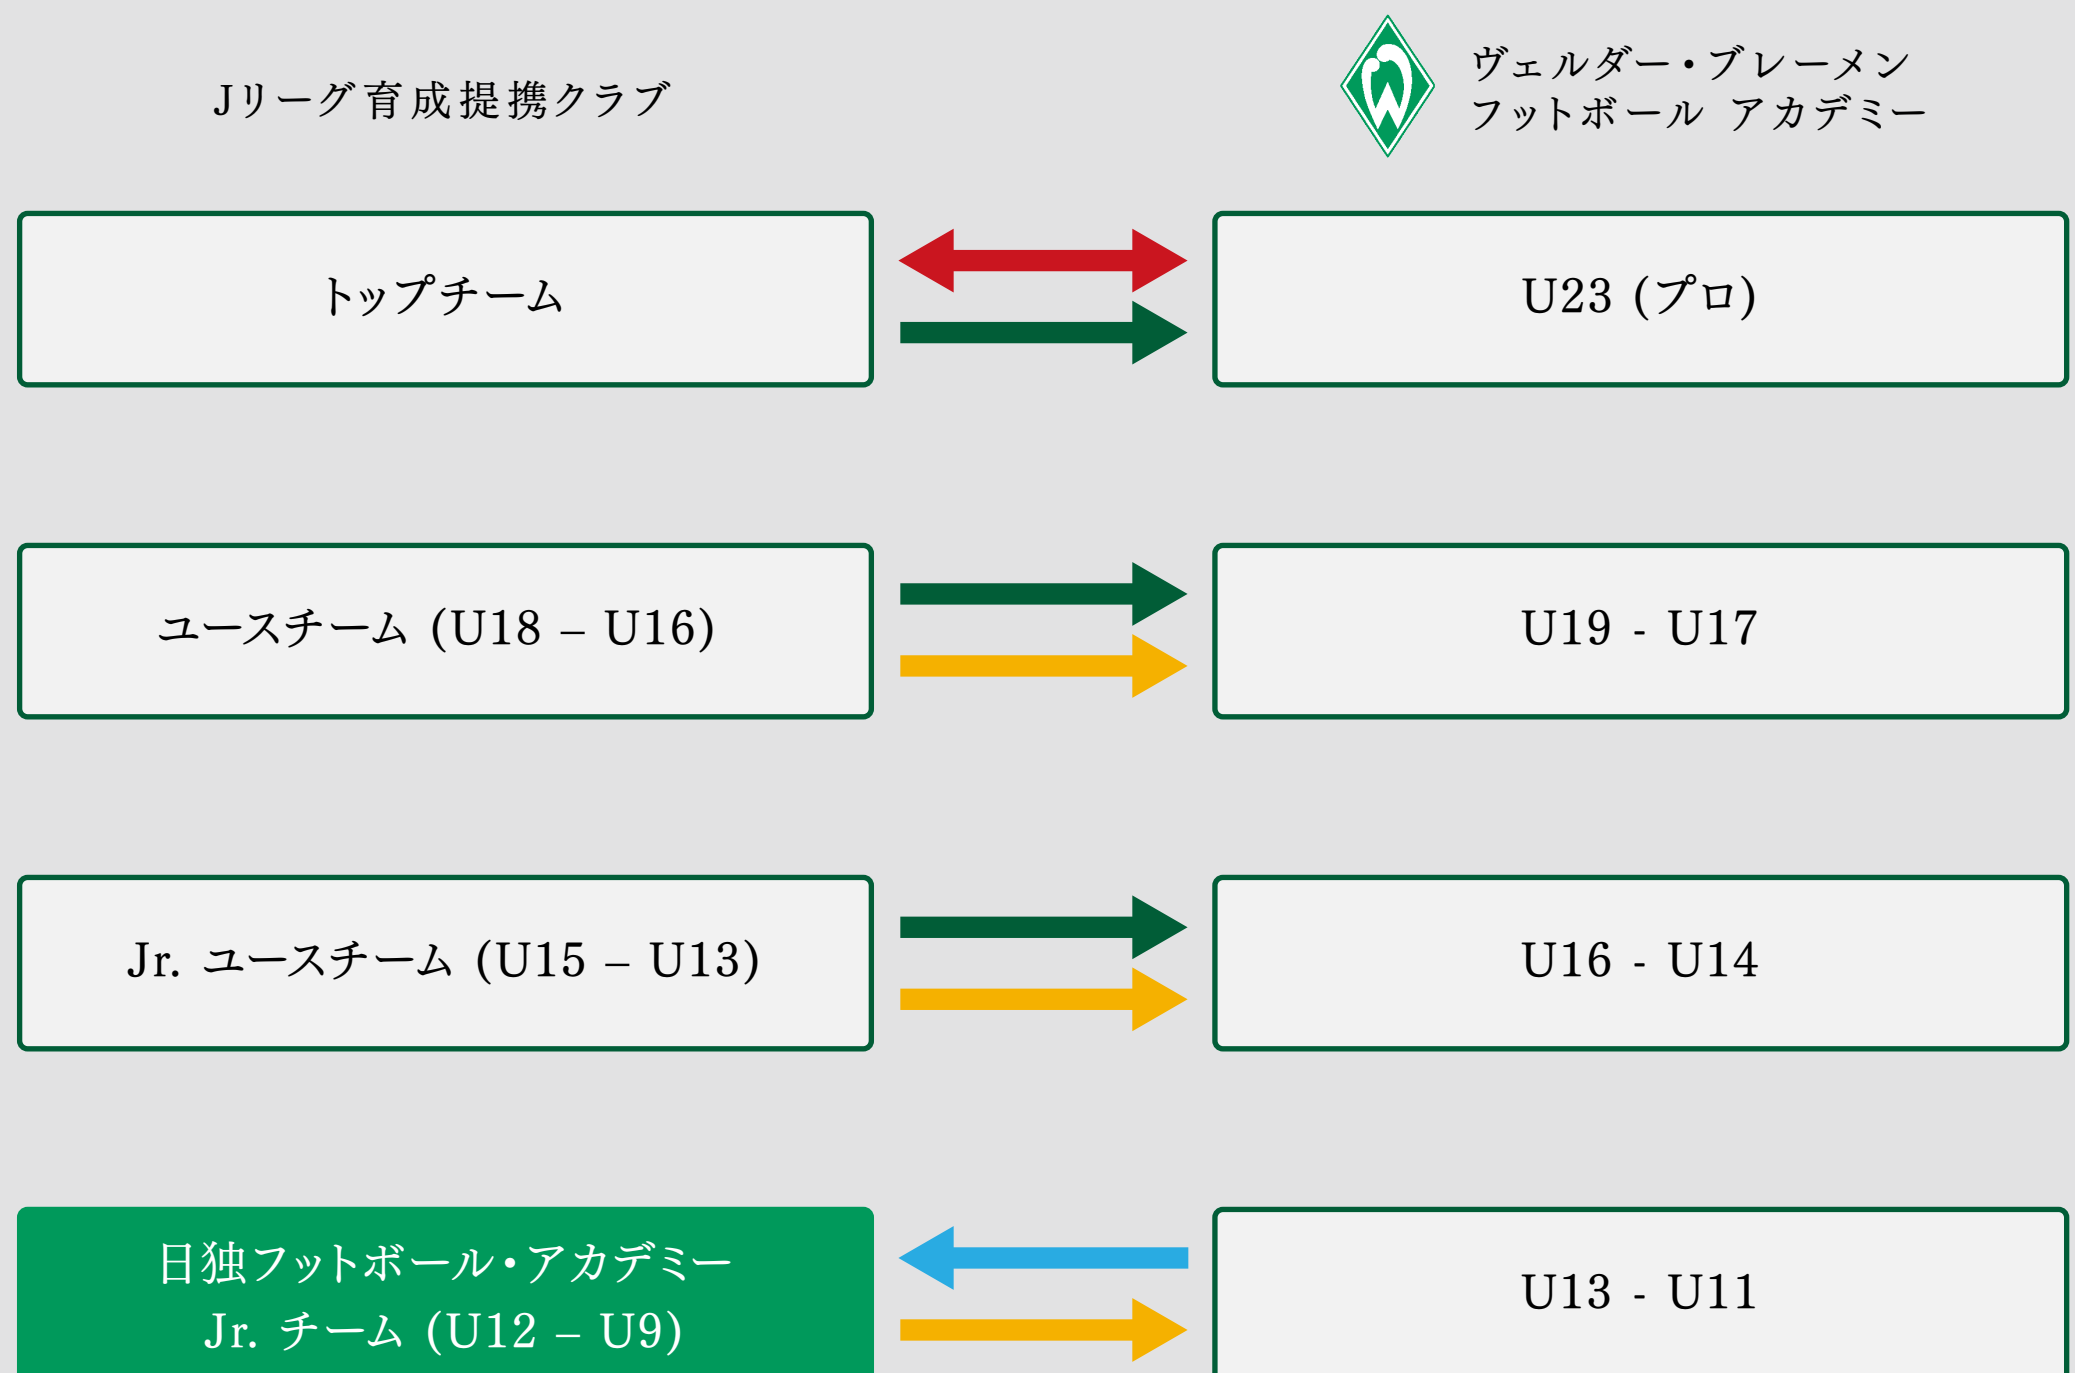 Jリーグ育成提携クラブ
ヴェルダー・ブレーメン
フットボール アカデミー
トップチーム
U23 (プロ)
ユースチーム (U18 – U16)
U19 - U17
Jr. ユースチーム (U15 – U13)
U16 - U14
日独フットボール・アカデミー
Jr. チーム (U12 – U9)
U13 - U11